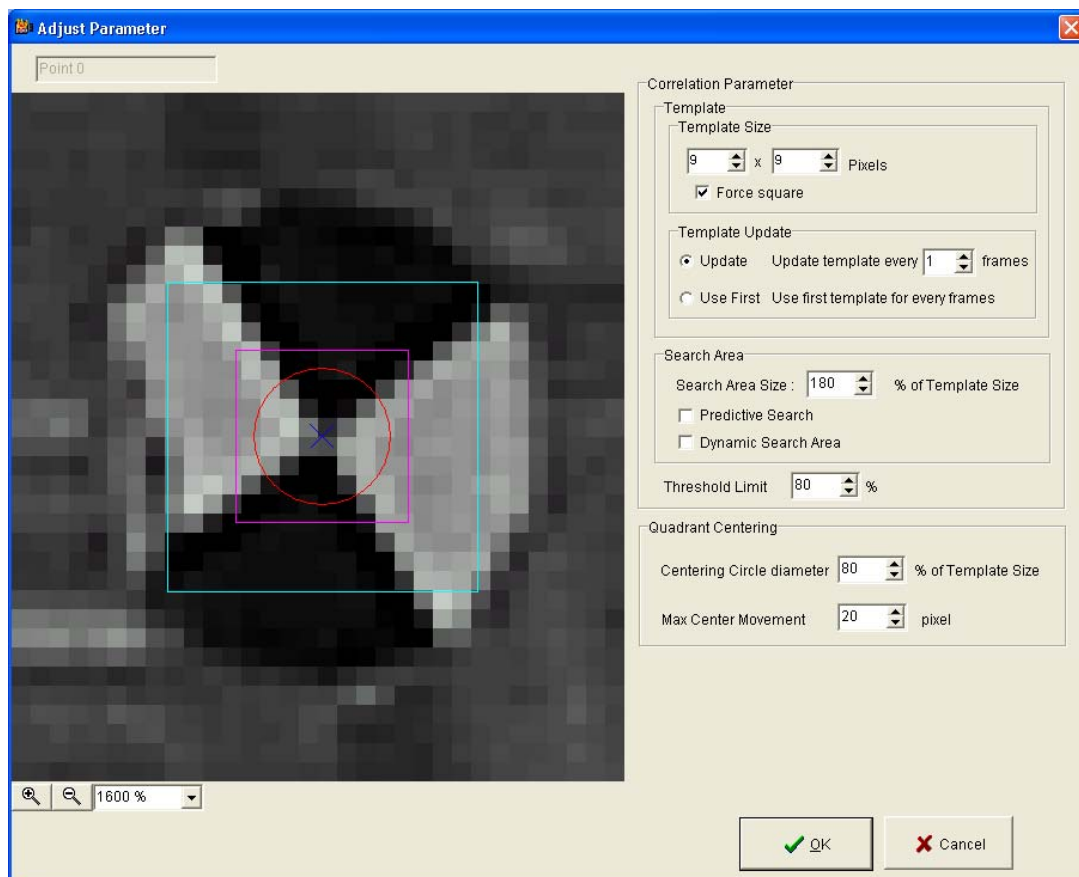 Adjust Parameter
Point 0
Correlation Parameter
Template
Template Size
9 x 9 Pixels
Force square
Template Update
Update Update template every 1 frames
Use First Use first template for every frames
Search Area
Search Area Size : 180 % of Template Size
Predictive Search
Dynamic Search Area
Threshold Limit 80 %
Quadrant Centering
Centering Circle diameter 80 % of Template Size
Max Center Movement 20 pixel
1600 %
OK Cancel